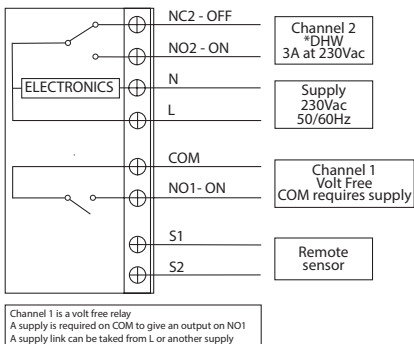 NC2 - OFF
NO2 - ON
N
L
COM
NO1- ON
S1
S2
ELECTRONICS
Channel 2
*DHW
3A at 230Vac
Supply
230Vac
50/60Hz
Channel 1
Volt Free
COM requires supply
Remote
sensor
Channel 1 is a volt free relay
A supply is required on COM to give an output on NO1
A supply link can be taked from L or another supply